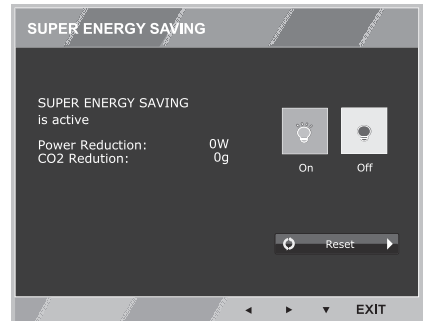 SUPER ENERGY SAVING
SUPER ENERGY SAVING
is active
Power Reduction: 0W
CO2 Redution: 0g
On Off
Reset
EXIT